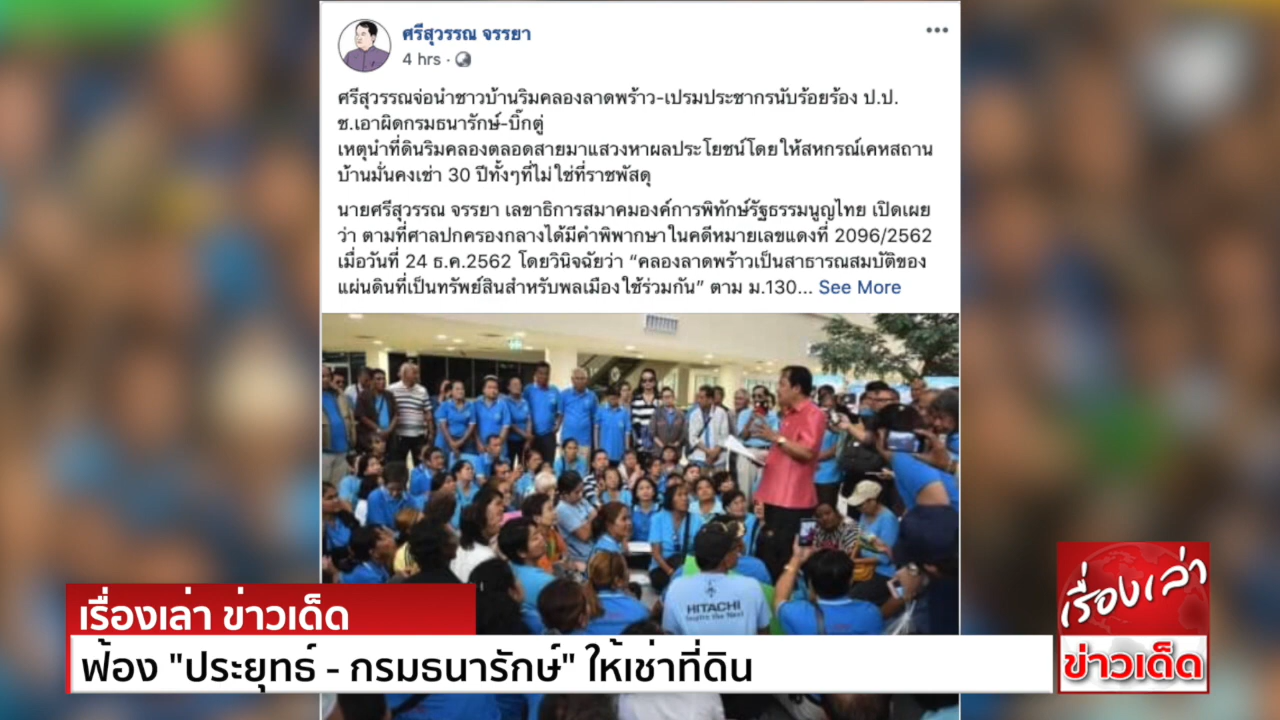 ศรีสุวรรณ จรรยา
4 hrs ·
ศรีสุวรรณจ่อนำชาวบ้านริมคลองลาดพร้าว-เปรมประชากรนับร้อยร้อง ป.ป.
ช.เอาผิดกรมธนารักษ์-บิ๊กตู่
เหตุนำที่ดินริมคลองตลอดสายมาแสวงหาผลประโยชน์โดยให้สหกรณ์เคหสถาน
บ้านมั่นคงเช่า 30 ปีทั้งๆที่ไม่ใช่ที่ราชพัสดุ
นายศรีสุวรรณ จรรยา เลขาธิการสมาคมองค์การพิทักษ์รัฐธรรมนูญไทย เปิดเผย
ว่า ตามที่ศาลปกครองกลางได้มีคำพิพากษาในคดีหมายเลขแดงที่ 2096/2562
เมื่อวันที่ 24 ธ.ค.2562 โดยวินิจฉัยว่า “คลองลาดพร้าวเป็นสาธารณสมบัติของ
แผ่นดินที่เป็นทรัพย์สินสำหรับพลเมืองใช้ร่วมกัน” ตาม ม.130... See More
HITACHI
Inspire the Next
เรื่องเล่า ข่าวเด็ด
ฟ้อง "ประยุทธ์ - กรมธนารักษ์" ให้เช่าที่ดิน
เรื่องเล่า
ข่าวเด็ด